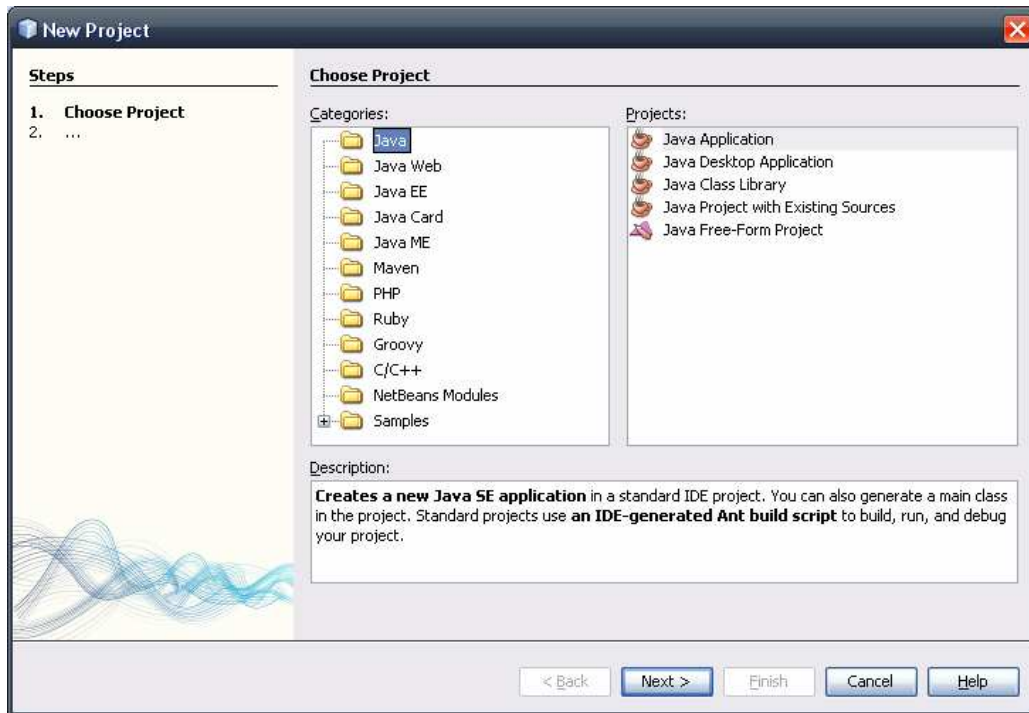 New Project
Steps
1. Choose Project
2. ...
Choose Project
Categories:
Java
Java Web
Java EE
Java Card
Java ME
Maven
PHP
Ruby
Groovy
C/C++
NetBeans Modules
Samples
Projects:
Java Application
Java Desktop Application
Java Class Library
Java Project with Existing Sources
Java Free-Form Project
Description:
Creates a new Java SE application in a standard IDE project. You can also generate a main class
in the project. Standard projects use an IDE-generated Ant build script to build, run, and debug
your project.
< Back
Next >
Finish
Cancel
Help